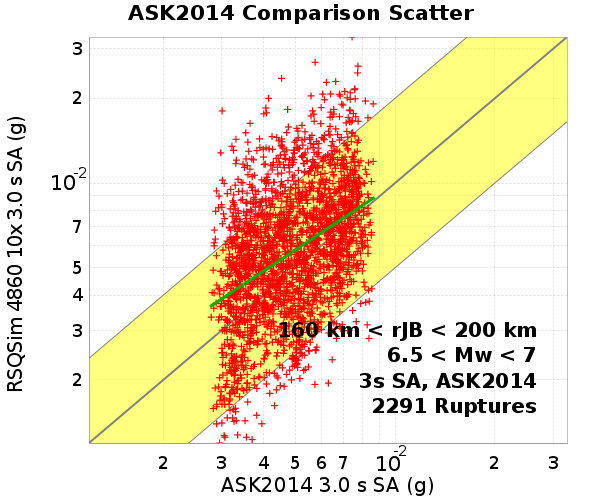 ASK2014 Comparison Scatter
RSQSim 4860 10x 3.0 s SA (g)
3
2
10-2
7
5
4
3
2
160 km < rJB < 200 km
6.5 < Mw < 7
3s SA, ASK2014
2291 Ruptures
2 3 4 5 6 7 10-2 2 3
ASK2014 3.0 s SA (g)